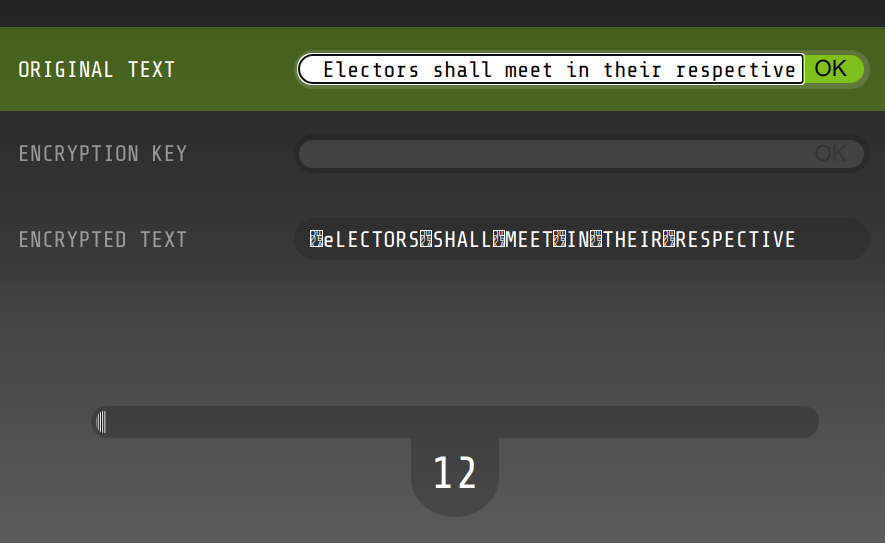 ORIGINAL TEXT
Electors shall meet in their respective
OK
ENCRYPTION KEY
OK
ENCRYPTED TEXT
eLECTORS SHALL MEET IN THEIR RESPECTIVE
12